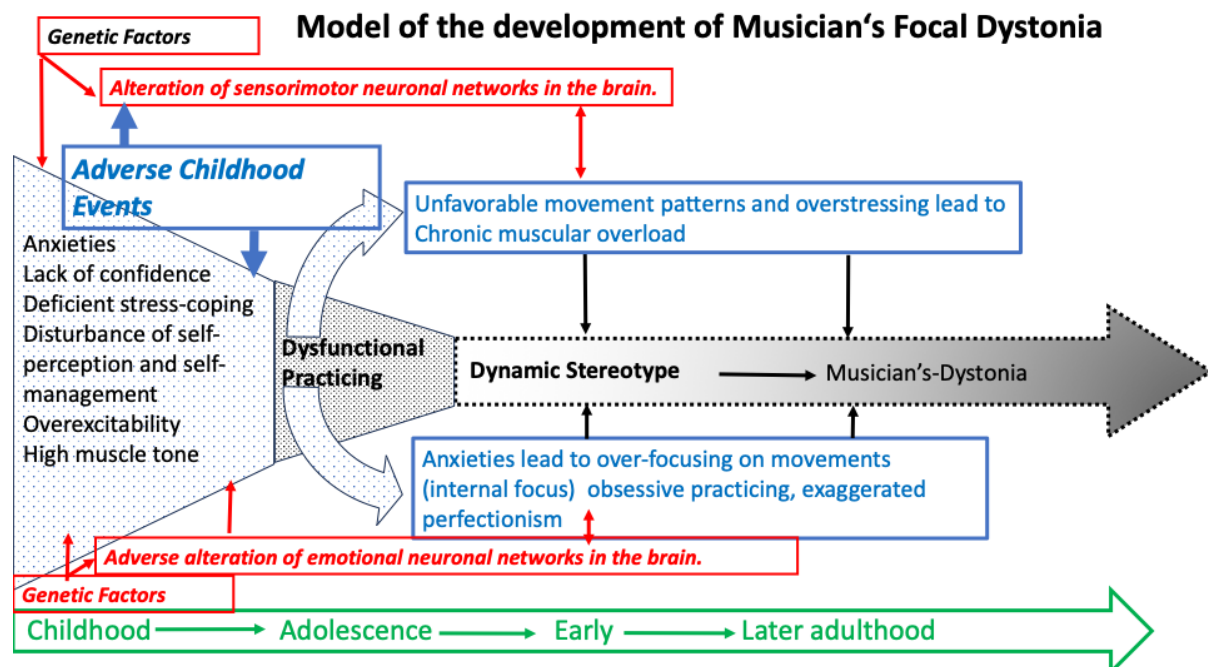 Model of the development of Musician‘s Focal Dystonia
Genetic Factors
Alteration of sensorimotor neuronal networks in the brain.
Adverse Childhood
Events
Unfavorable movement patterns and overstressing lead to
Chronic muscular overload
Anxieties
Lack of confidence
Deficient stress-coping
Disturbance of self-
perception and self-
management
Overexcitability
High muscle tone
Dysfunctional
Practicing
Dynamic Stereotype
Musician’s-Dystonia
Anxieties lead to over-focusing on movements
(internal focus)  obsessive practicing, exaggerated
perfectionism
Adverse alteration of emotional neuronal networks in the brain.
Genetic Factors
Childhood
Adolescence
Early
Later adulthood